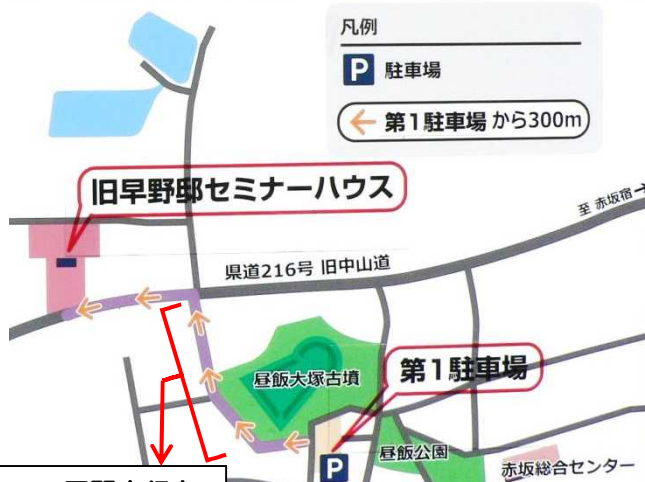 凡例
P 駐車場
← 第1駐車場 から300m
旧早野邸セミナーハウス
至 赤坂宿→
県道216号 旧中山道
昼飯大塚古墳
第1駐車場
P
昼飯公園
赤坂総合センター